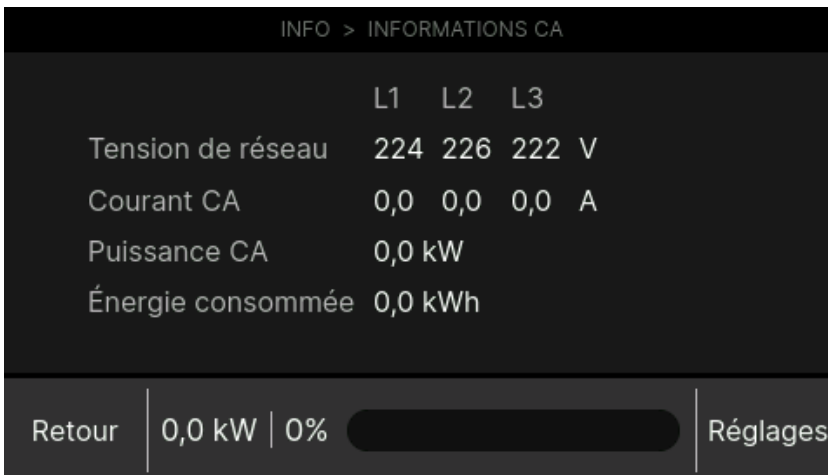 INFO > INFORMATIONS CA
L1 L2 L3
Tension de réseau 224 226 222 V
Courant CA 0,0 0,0 0,0 A
Puissance CA 0,0 kW
Énergie consommée 0,0 kWh
Retour 0,0 kW | 0% Réglages